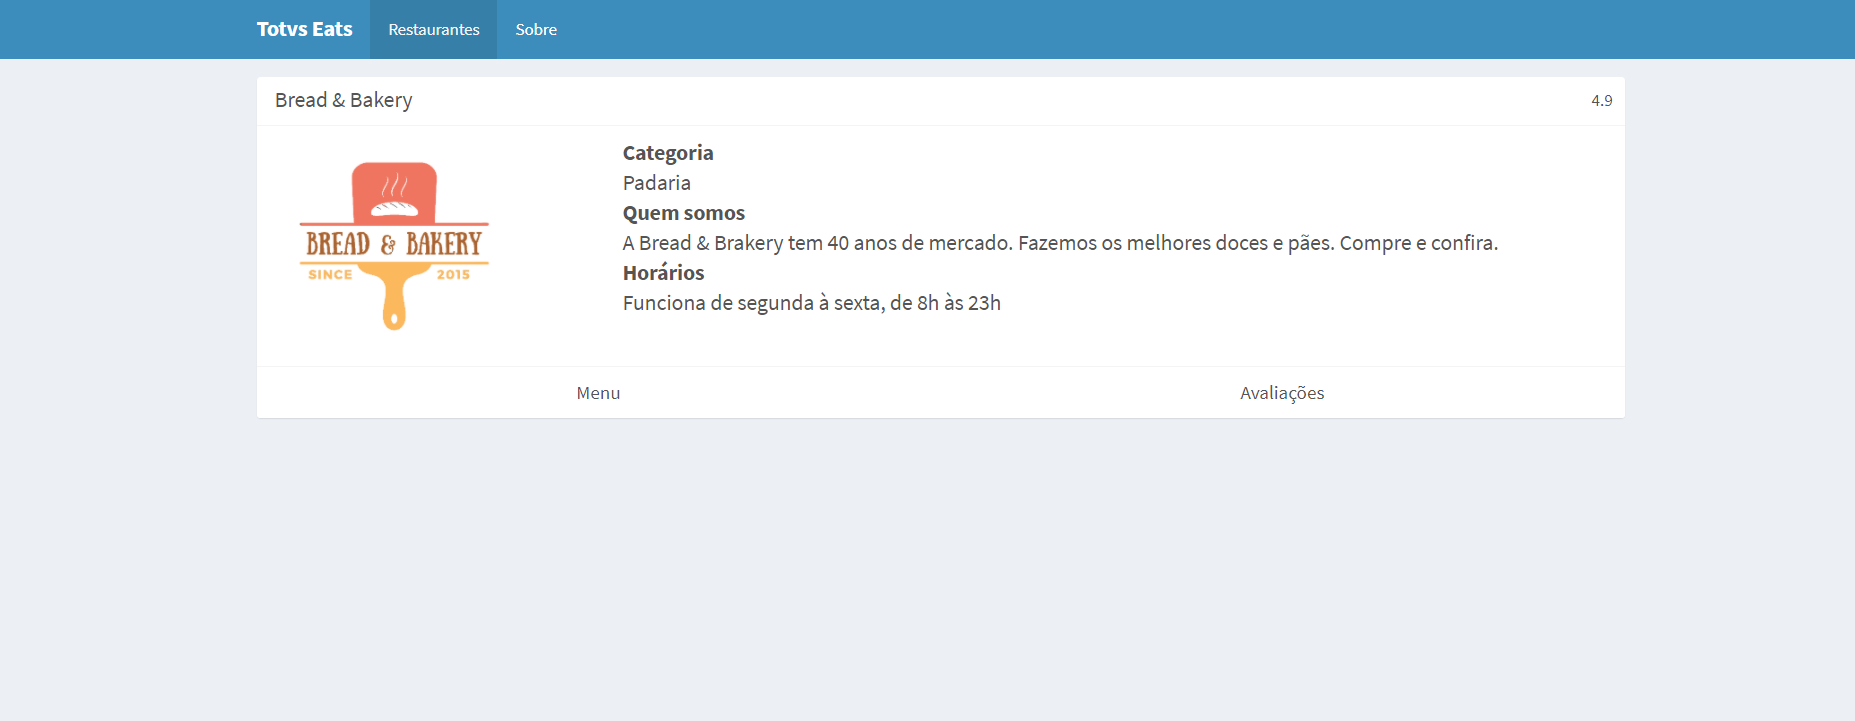 Totvs Eats Restaurantes Sobre
Bread & Bakery 4.9
BREAD & BAKERY
SINCE 2015
Categoria
Padaria
Quem somos
A Bread & Brakery tem 40 anos de mercado. Fazemos os melhores doces e pães. Compre e confira.
Horários
Funciona de segunda à sexta, de 8h às 23h
Menu Avaliações